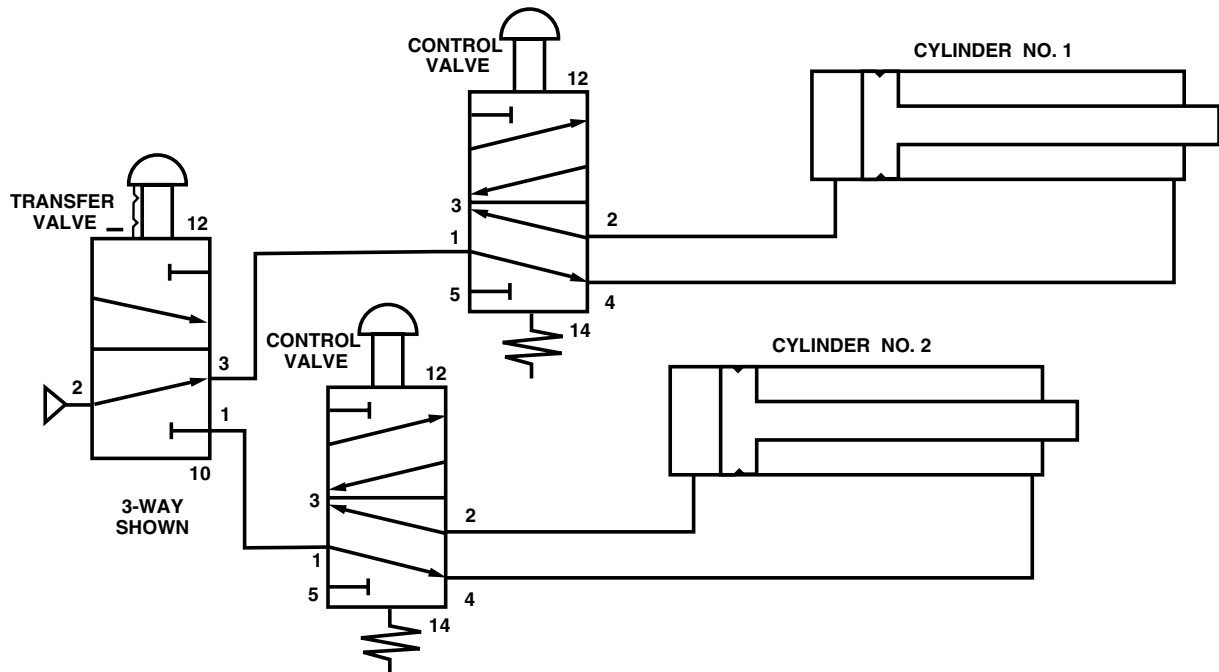 CONTROL
VALVE
12
CYLINDER NO. 1
TRANSFER
VALVE
12
3
1
2
5
4
14
2
3
1
10
3-WAY
SHOWN
CONTROL
VALVE
12
CYLINDER NO. 2
3
2
1
5
4
14